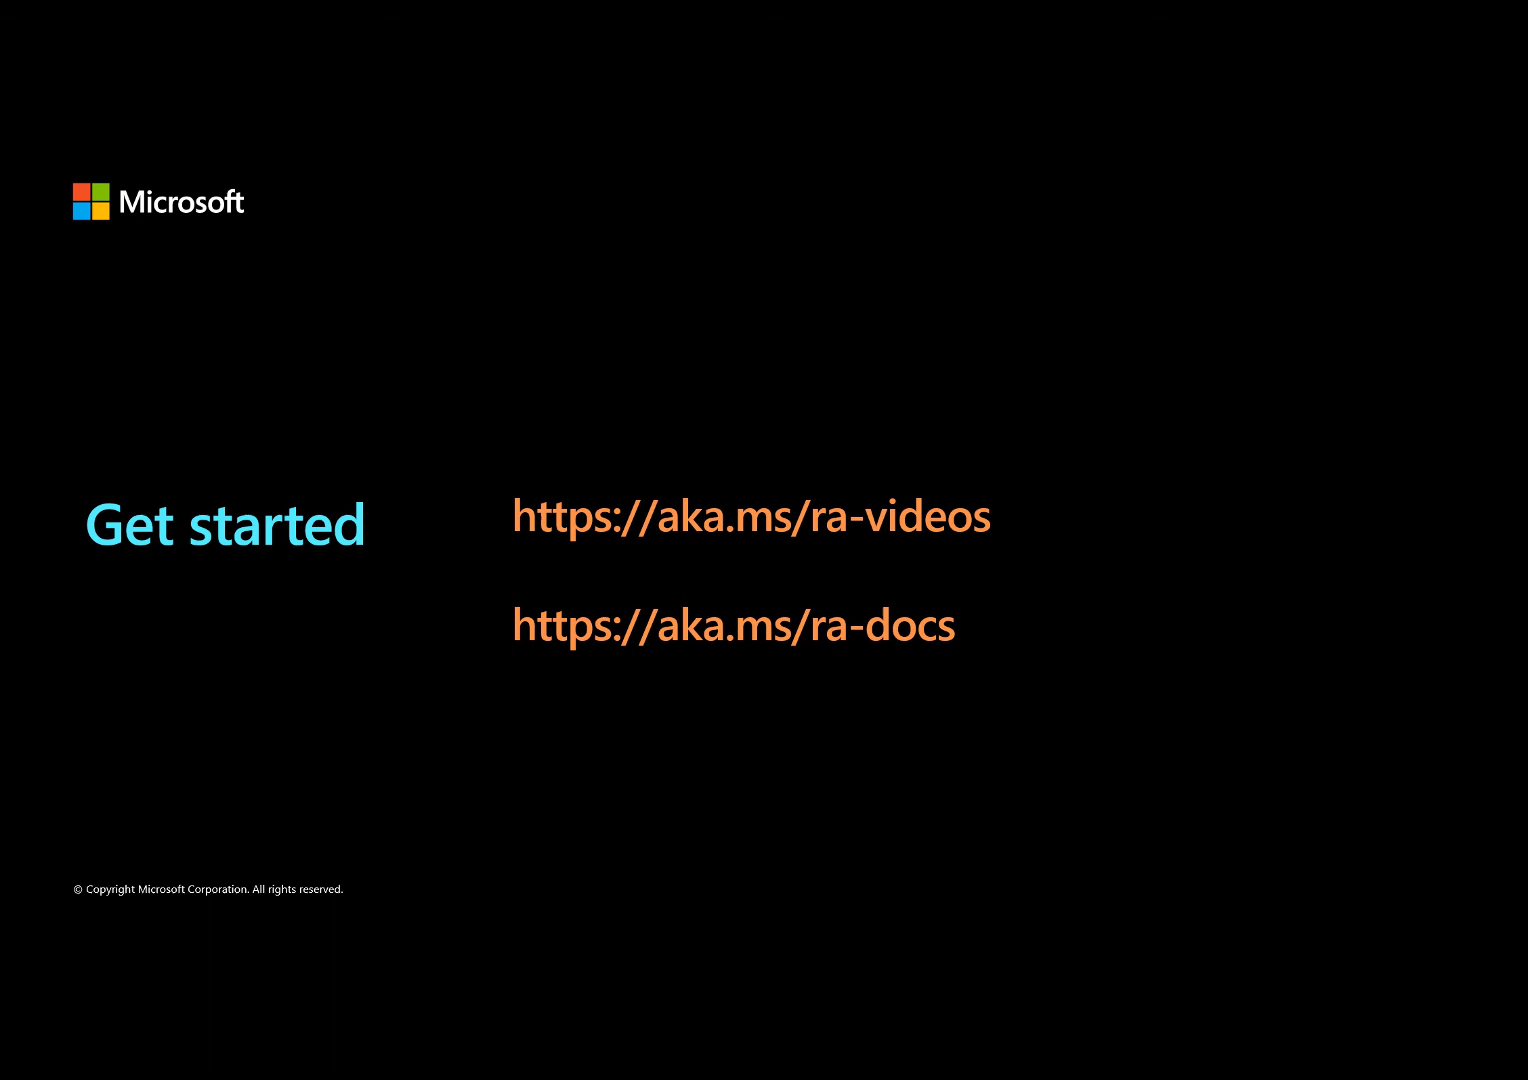 Microsoft
Get started
https://aka.ms/ra-videos
https://aka.ms/ra-docs
© Copyright Microsoft Corporation. All rights reserved.